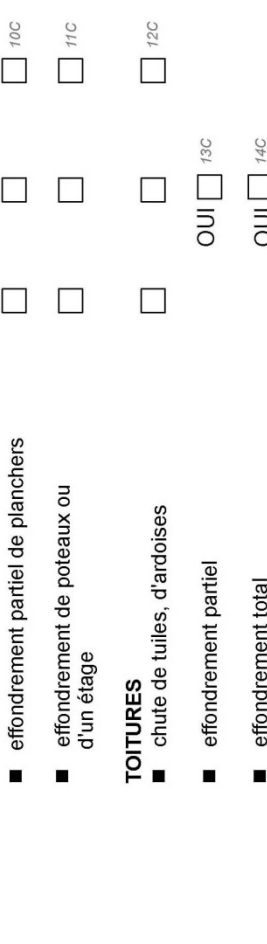 ■ effondrement partiel de planchers □ □ □ 10C
■ effondrement de poteaux ou □ □ □ 11C
d'un étage
TOITURES
■ chute de tuiles, d'ardoises □ □ □ 12C
■ effondrement partiel OUI □ 13C
■ effondrement total OUI □ 14C